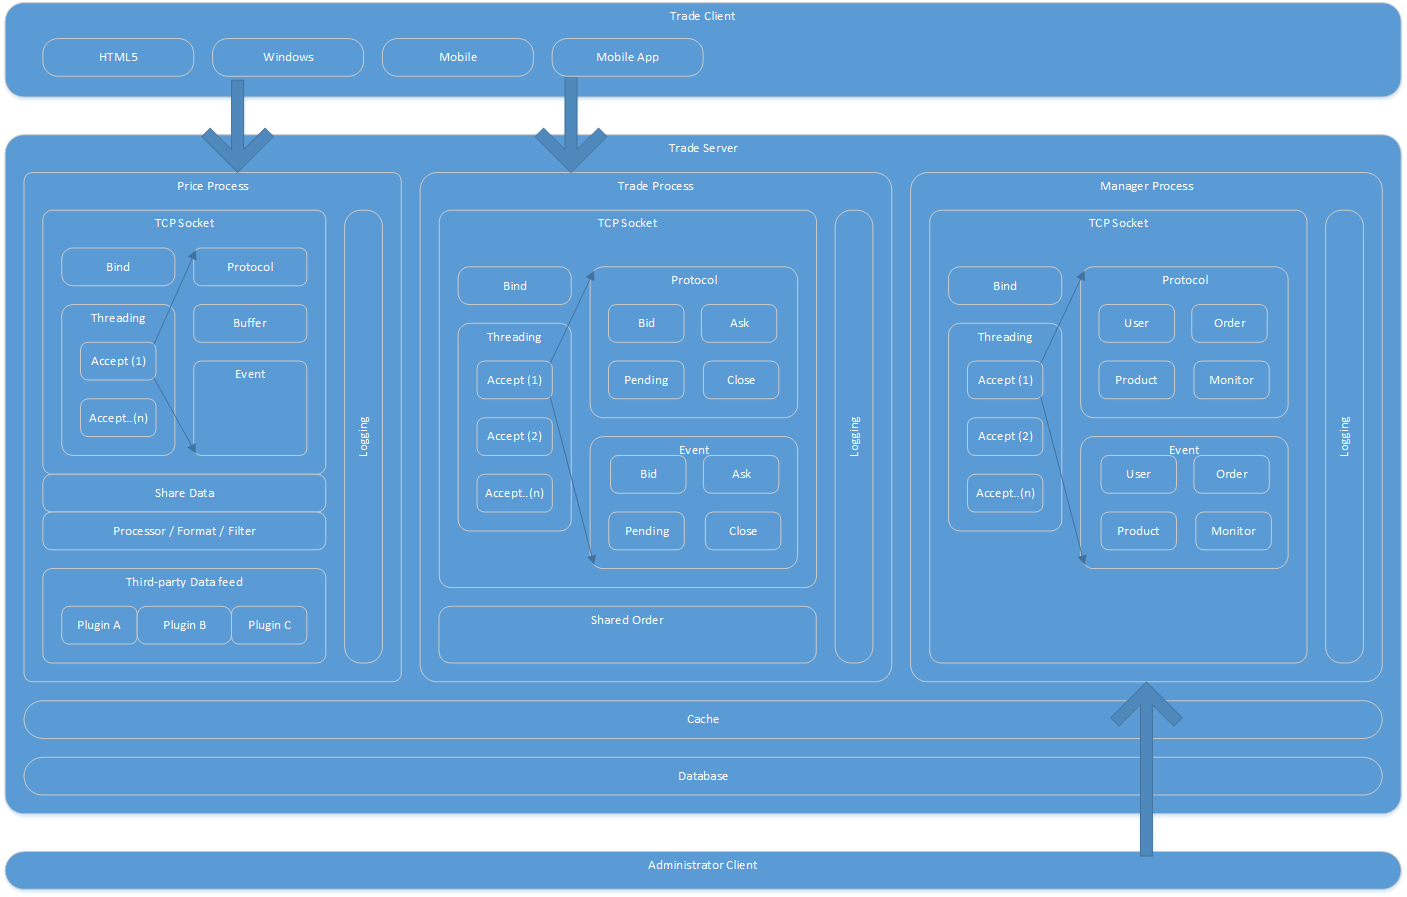 Trade Client
HTML5
Windows
Mobile
Mobile App
Trade Server
Price Process
TCP Socket
Bind
Protocol
Threading
Buffer
Accept (1)
Event
Accept..(n)
Share Data
Processor / Format / Filter
Third-party Data feed
Plugin A
Plugin B
Plugin C
Logging
Trade Process
TCP Socket
Bind
Protocol
Bid
Ask
Threading
Accept (1)
Pending
Close
Accept (2)
Event
Bid
Ask
Accept..(n)
Pending
Close
Shared Order
Logging
Manager Process
TCP Socket
Bind
Protocol
User
Order
Threading
Accept (1)
Product
Monitor
Accept (2)
Event
User
Order
Accept..(n)
Product
Monitor
Logging
Cache
Database
Administrator Client